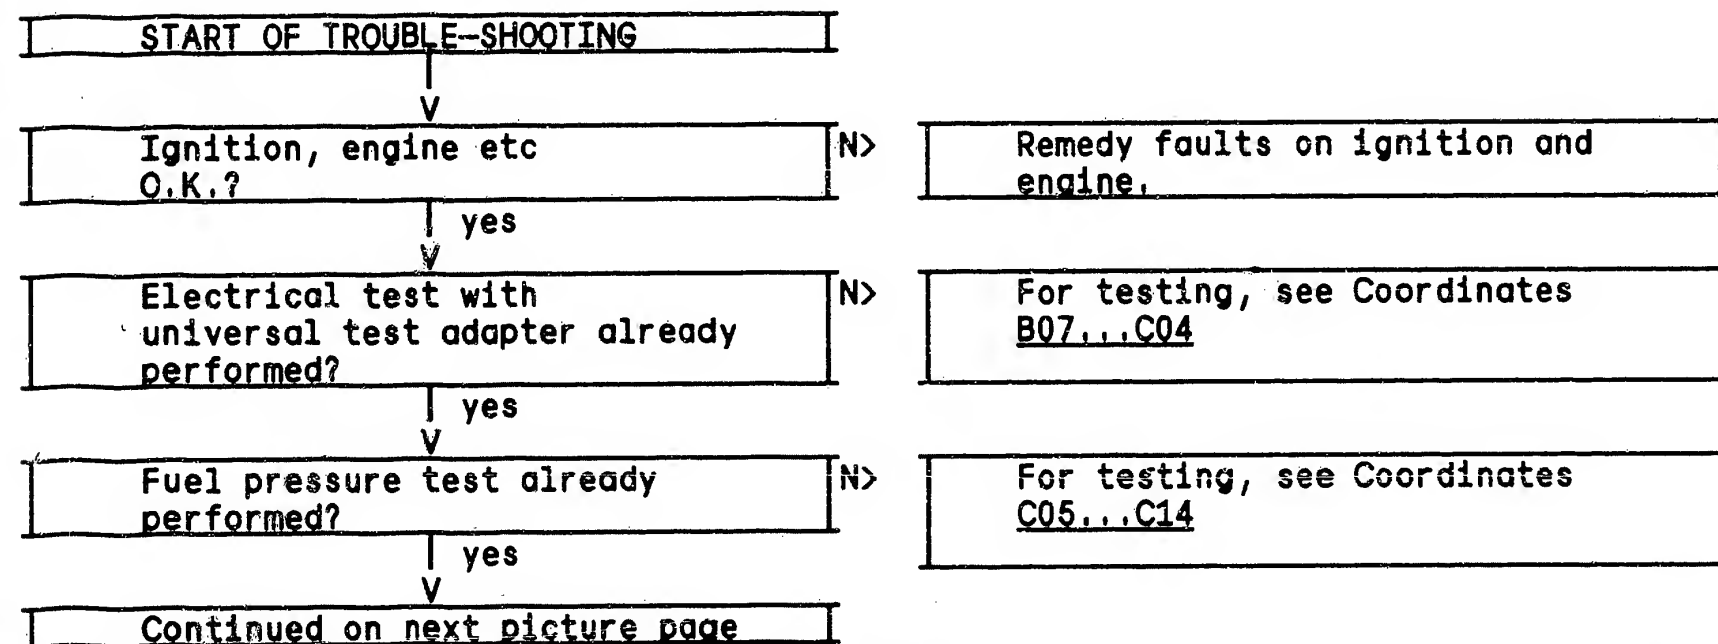 START OF TROUBLE-SHOOTING
Ignition, engine etc
O.K.?
N>
Remedy faults on ignition and
engine.
yes
Electrical test with
universal test adapter already
performed?
N>
For testing, see Coordinates
B07...C04
yes
Fuel pressure test already
performed?
N>
For testing, see Coordinates
C05...C14
yes
Continued on next picture page